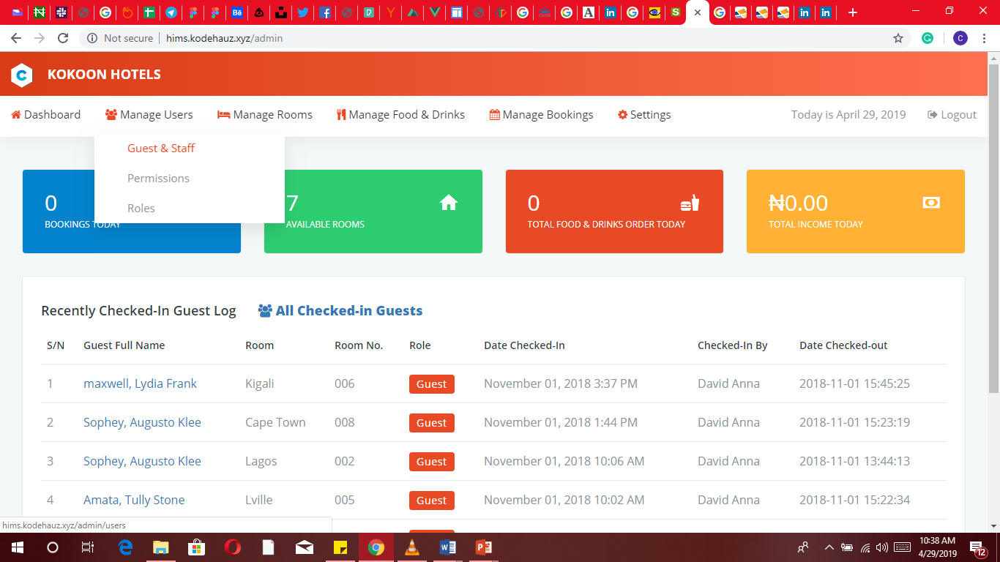 Not secure | hims.kodehauz.xyz/admin
C
KOKOON HOTELS
Dashboard Manage Users Manage Rooms Manage Food & Drinks Manage Bookings Settings Today is April 29, 2019 Logout
Guest & Staff
Permissions
Roles
0
BOOKINGS TODAY
7
AVAILABLE ROOMS
0
TOTAL FOOD & DRINKS ORDER TODAY
₦0.00
TOTAL INCOME TODAY
Recently Checked-In Guest Log All Checked-in Guests
S/N Guest Full Name Room Room No. Role Date Checked-In Checked-In By Date Checked-out
1 maxwell, Lydia Frank Kigali 006 Guest November 01, 2018 3:37 PM David Anna 2018-11-01 15:45:25
2 Sophey, Augusto Klee Cape Town 008 Guest November 01, 2018 1:44 PM David Anna 2018-11-01 15:23:19
3 Sophey, Augusto Klee Lagos 002 Guest November 01, 2018 10:06 AM David Anna 2018-11-01 13:44:13
4 Amata, Tully Stone Lville 005 Guest November 01, 2018 10:02 AM David Anna 2018-11-01 15:22:34
hims.kodehauz.xyz/admin/users
10:38 AM
4/29/2019
12